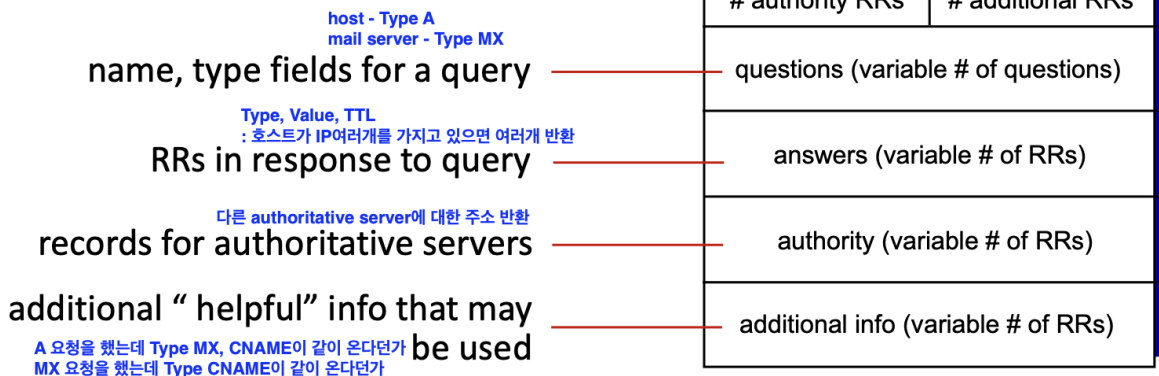 # authority RRs # additional RRs
host - Type A
mail server - Type MX
name, type fields for a query
questions (variable # of questions)
Type, Value, TTL
: 호스트가 IP여러개를 가지고 있으면 여러개 반환
RRs in response to query
answers (variable # of RRs)
다른 authoritative server에 대한 주소 반환
records for authoritative servers
authority (variable # of RRs)
additional “ helpful” info that may
be used
additional info (variable # of RRs)
A 요청을 했는데 Type MX, CNAME이 같이 온다던가
MX 요청을 했는데 Type CNAME이 같이 온다던가